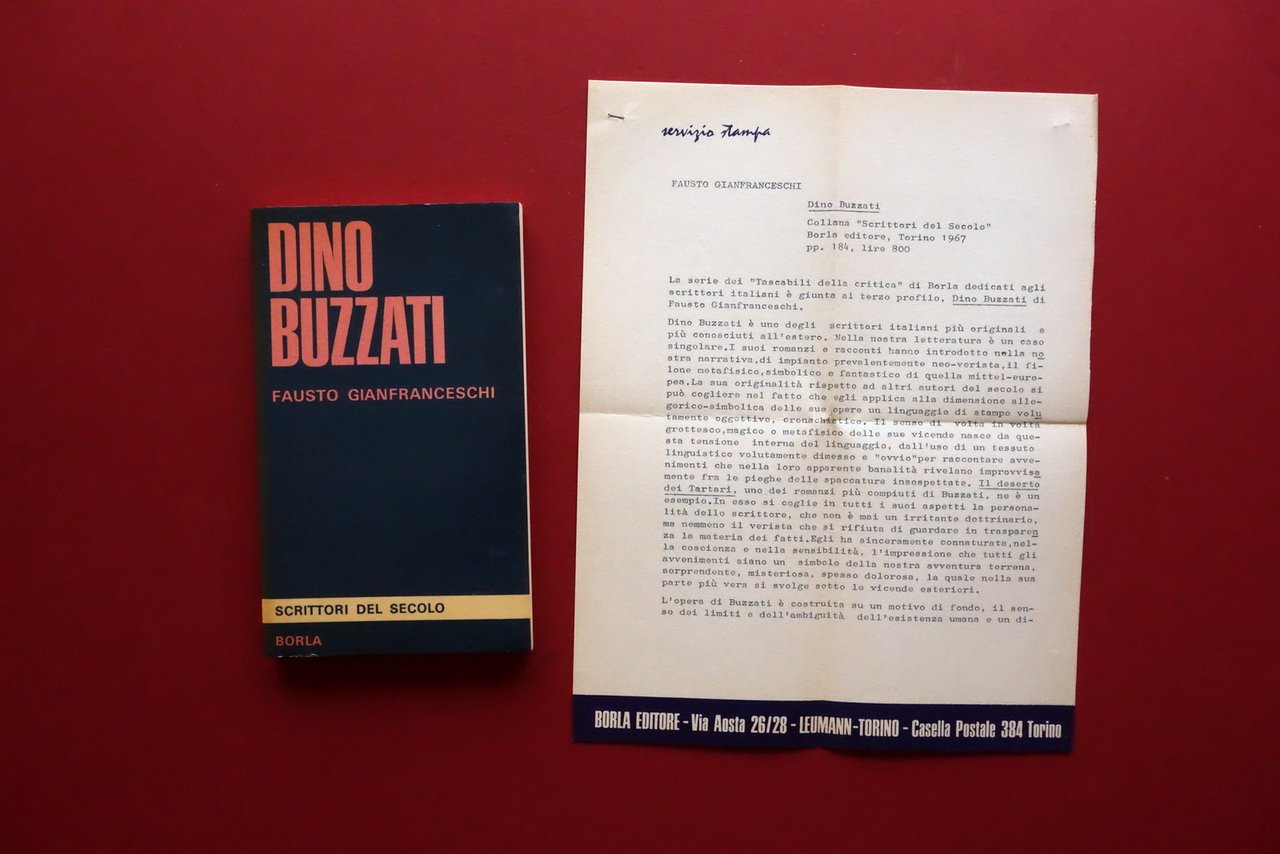 DINO
BUZZATI
FAUSTO GIANFRANCESCHI
SCRITTORI DEL SECOLO
BORLA
servizio stampa
FAUSTO GIANFRANCESCHI
Dino Buzzati
Collana "Scrittori del Secolo"
Borla editore, Torino 1967
pp. 184, lire 800
La serie dei "Tascabili della critica" di Borla dedicati agli
scrittori italiani è giunta al terzo profilo, Dino Buzzati di
Fausto Gianfranceschi.
Dino Buzzati è uno degli scrittori italiani più originali e
più conosciuti all'estero. Nella nostra letteratura è un caso
singolare.I suoi romanzi e racconti hanno introdotto nella no
stra narrativa,di impianto prevalentemente neo-verista,il fi-
lone metafisico,simbolico e fantastico di quella mittel-euro-
pea.La sua originalità rispetto ad altri autori del secolo si
può cogliere nel fatto che egli applica alla dimensione alle-
gorico-simbolica delle sue opere un linguaggio di stampo volu
tamente oggettivo, cronachistico. Il senso di volta in volta
grottesco,magico o metafisico delle sue vicende nasce da que-
sta tensione interna del linguaggio, dall'uso di un tessuto
linguistico volutamente dimesso e "ovvio"per raccontare avve-
nimenti che nella loro apparente banalità rivelano improvvisa
mente fra le pieghe delle spaccature insospettate. Il deserto
dei Tartari, uno dei romanzi più compiuti di Buzzati, ne è un
esempio.In esso si coglie in tutti i suoi aspetti la persona-
lità dello scrittore, che non è mai un irritante dottrinario,
ma nemmeno il verista che si rifiuta di guardare in trasparen
za la materia dei fatti.Egli ha sinceramente connaturata,nel-
la coscienza e nella sensibilità, l'impressione che tutti gli
avvenimenti siano un simbolo della nostra avventura terrena,
sorprendente, misteriosa, spesso dolorosa, la quale nella sua
parte più vera si svolge sotto le vicende esteriori.
L'opera di Buzzati è costruita su un motivo di fondo, il sen-
so dei limiti e dell'ambiguità dell'esistenza umana e un di-
BORLA EDITORE - Via Aosta 26/28 - LEUMANN-TORINO - Casella Postale 384 Torino